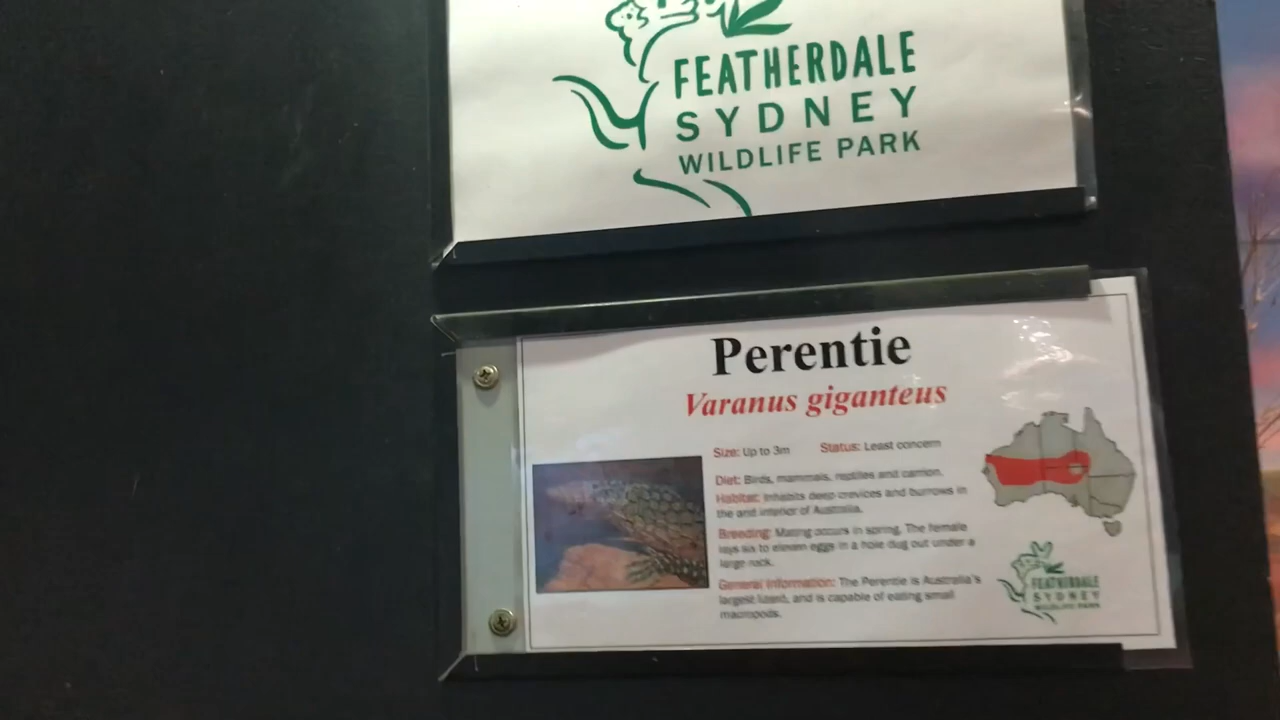 FEATHERDALE
SYDNEY
WILDLIFE PARK
Perentie
Varanus giganteus
Size: Up to 3m Status: Least concern
Diet: Birds, mammals, reptiles and carrion.
Habitat: Inhabits deep crevices and burrows in
the arid interior of Australia.
Breeding: Mating occurs in spring. The female
lays six to eleven eggs in a hole dug out under a
large rock.
General Information: The Perentie is Australia's
largest lizard, and is capable of eating small
macropods.
FEATHERDALE
SYDNEY
WILDLIFE PARK